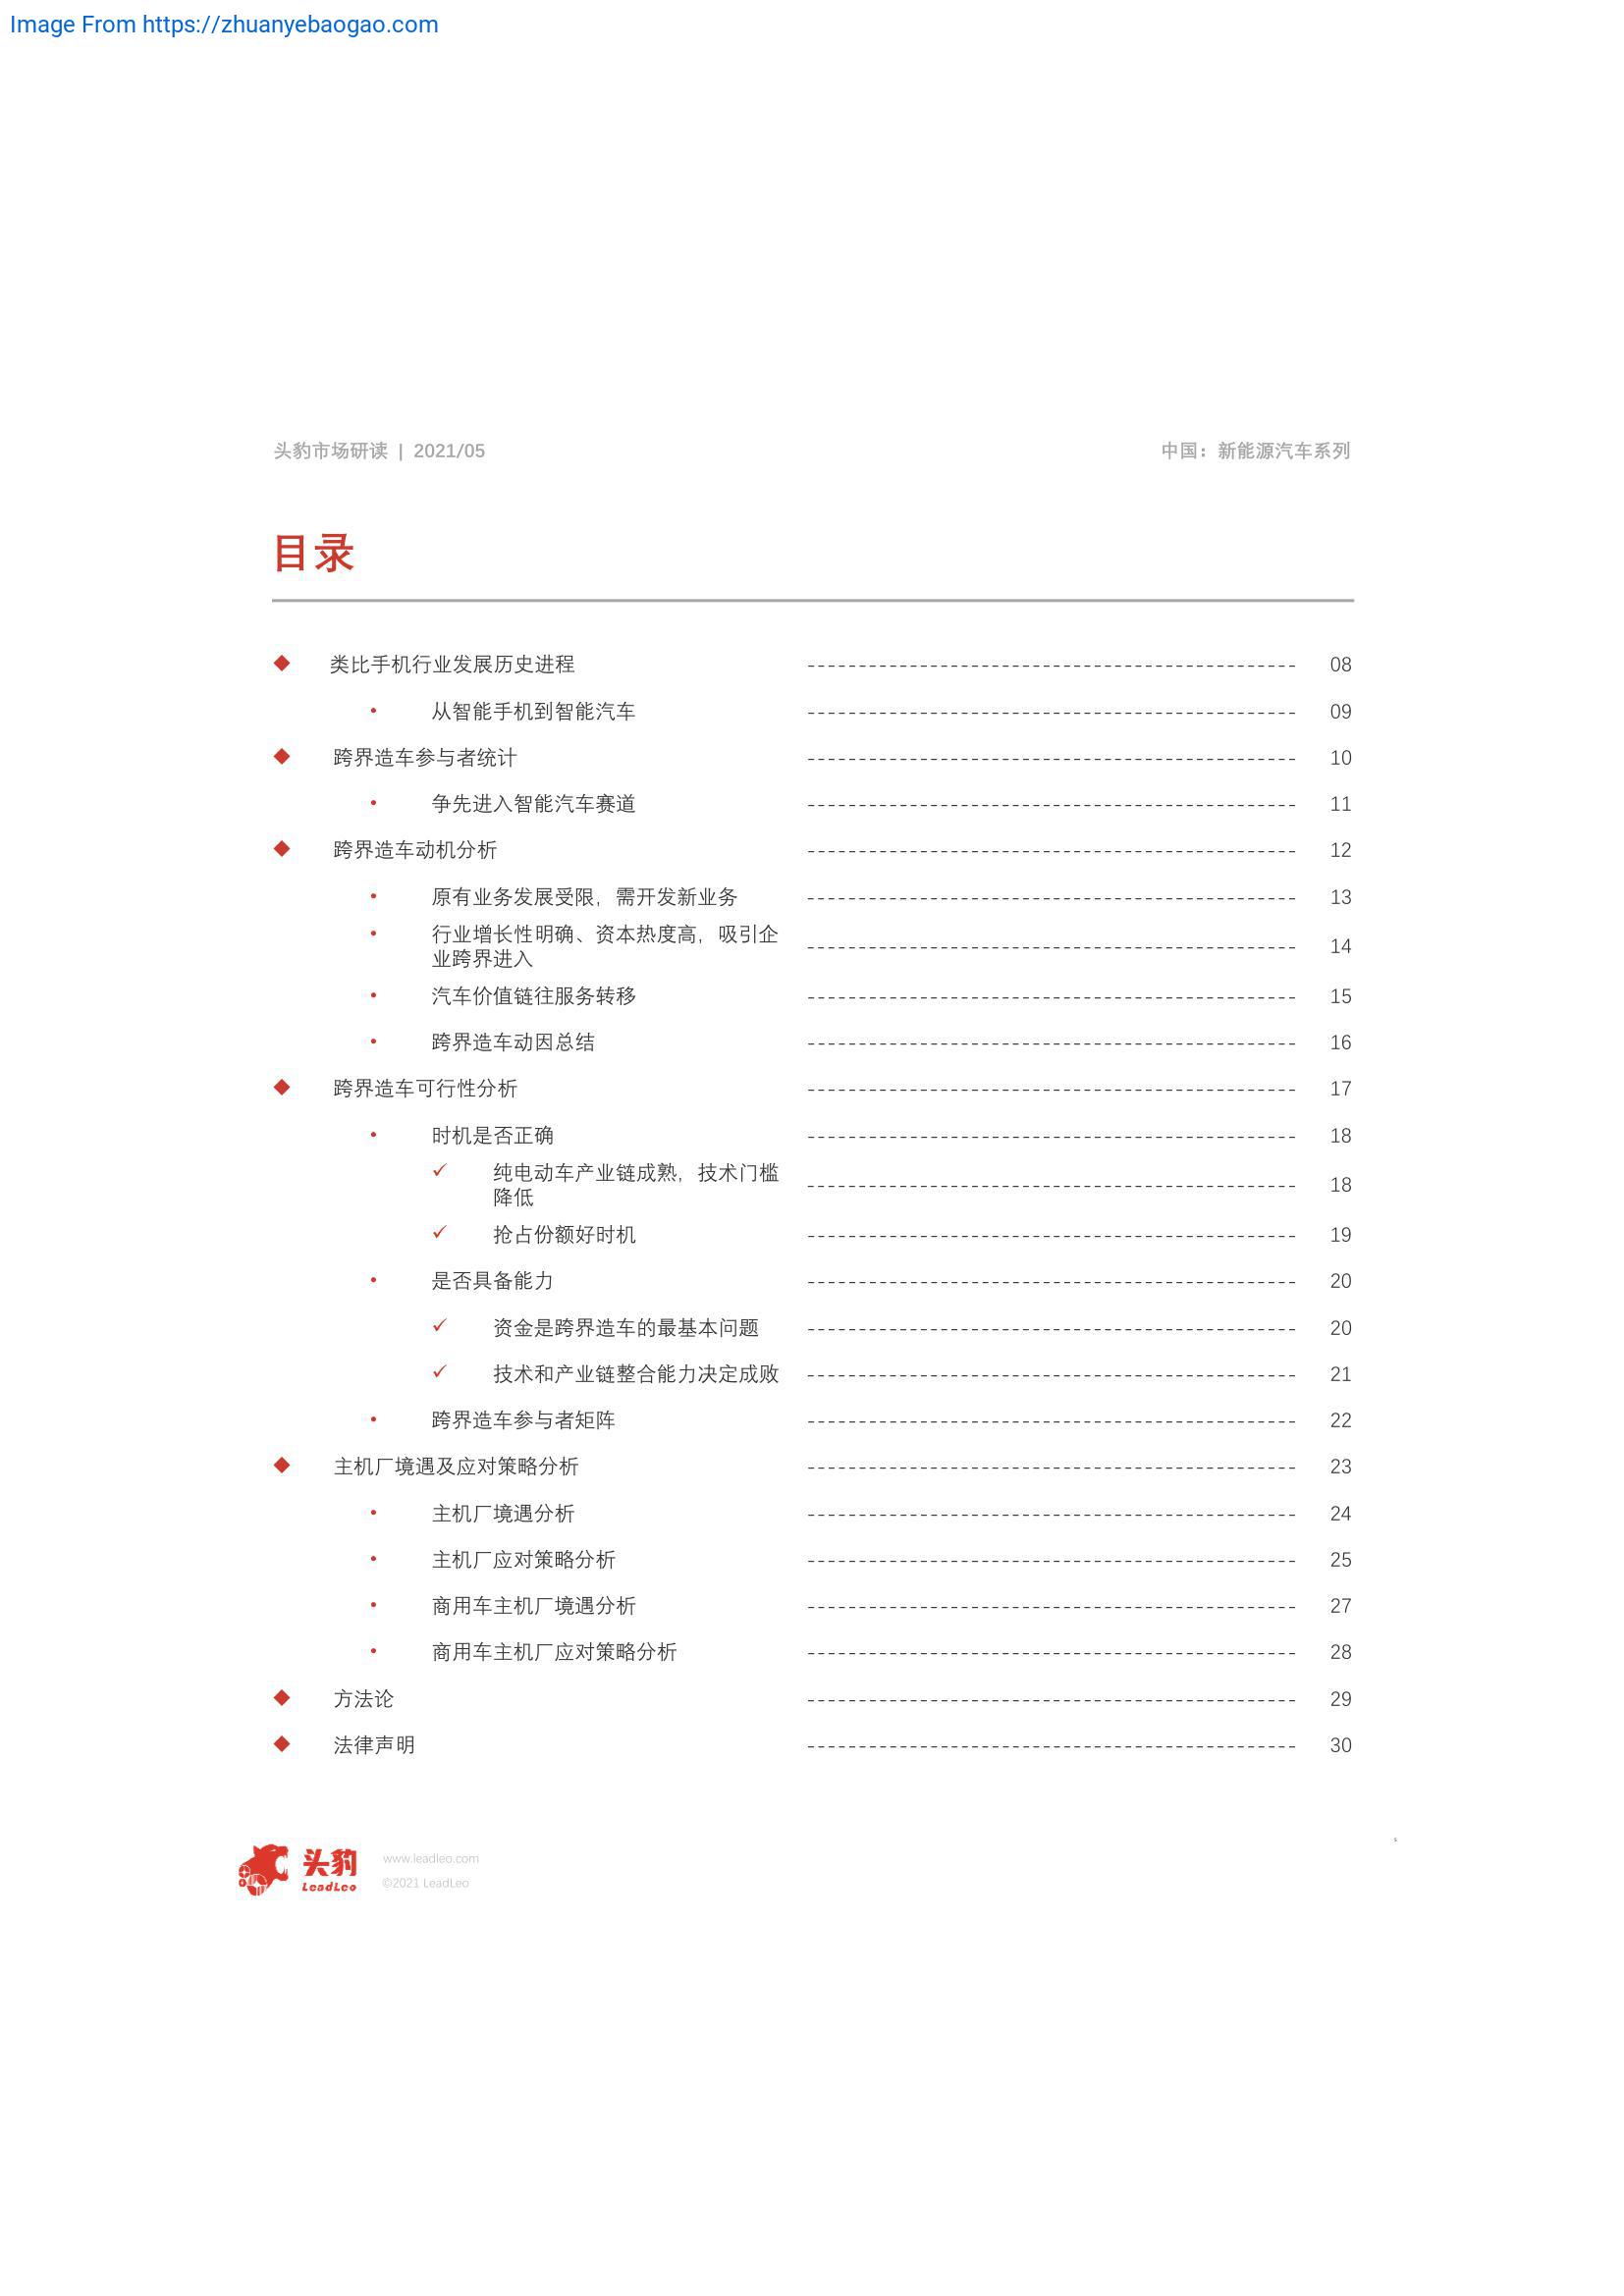 Image From https://zhuanyebaogao.com
头豹市场研读 | 2021/05
中国：新能源汽车系列
目录
◆ 类比手机行业发展历史进程 ------------------------------------------------ 08
• 从智能手机到智能汽车 ------------------------------------------------ 09
◆ 跨界造车参与者统计 ------------------------------------------------ 10
• 争先进入智能汽车赛道 ------------------------------------------------ 11
◆ 跨界造车动机分析 ------------------------------------------------ 12
• 原有业务发展受限，需开发新业务 ------------------------------------------------ 13
• 行业增长性明确、资本热度高，吸引企
业跨界进入 ------------------------------------------------ 14
• 汽车价值链往服务转移 ------------------------------------------------ 15
• 跨界造车动因总结 ------------------------------------------------ 16
◆ 跨界造车可行性分析 ------------------------------------------------ 17
• 时机是否正确 ------------------------------------------------ 18
✓ 纯电动车产业链成熟，技术门槛
降低 ------------------------------------------------ 18
✓ 抢占份额好时机 ------------------------------------------------ 19
• 是否具备能力 ------------------------------------------------ 20
✓ 资金是跨界造车的最基本问题 ------------------------------------------------ 20
✓ 技术和产业链整合能力决定成败 ------------------------------------------------ 21
• 跨界造车参与者矩阵 ------------------------------------------------ 22
◆ 主机厂境遇及应对策略分析 ------------------------------------------------ 23
• 主机厂境遇分析 ------------------------------------------------ 24
• 主机厂应对策略分析 ------------------------------------------------ 25
• 商用车主机厂境遇分析 ------------------------------------------------ 27
• 商用车主机厂应对策略分析 ------------------------------------------------ 28
◆ 方法论 ------------------------------------------------ 29
◆ 法律声明 ------------------------------------------------ 30
头豹
LeadLeo
www.leadleo.com
©2021 LeadLeo